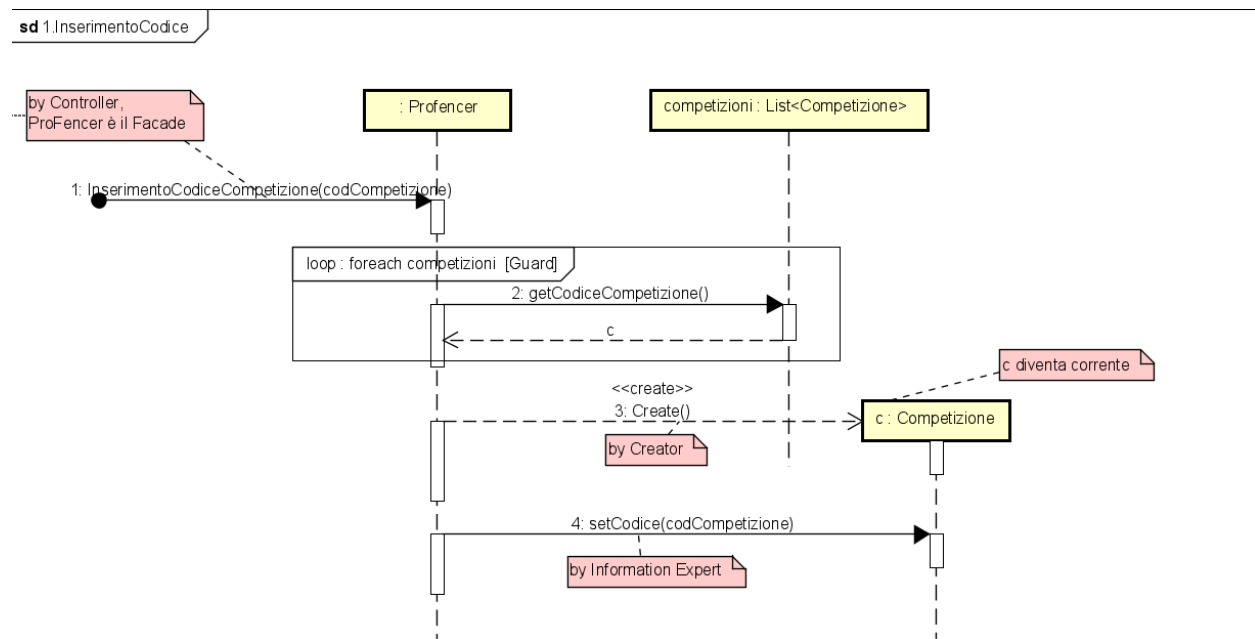 sd 1.InserimentoCodice
by Controller,
ProFencer è il Facade
: Profencer
competizioni : List<Competizione>
1: InserimentoCodiceCompetizione(codCompetizione)
loop : foreach competizioni [Guard]
2: getCodiceCompetizione()
c
c diventa corrente
<<create>>
3: Create()
c : Competizione
by Creator
4: setCodice(codCompetizione)
by Information Expert